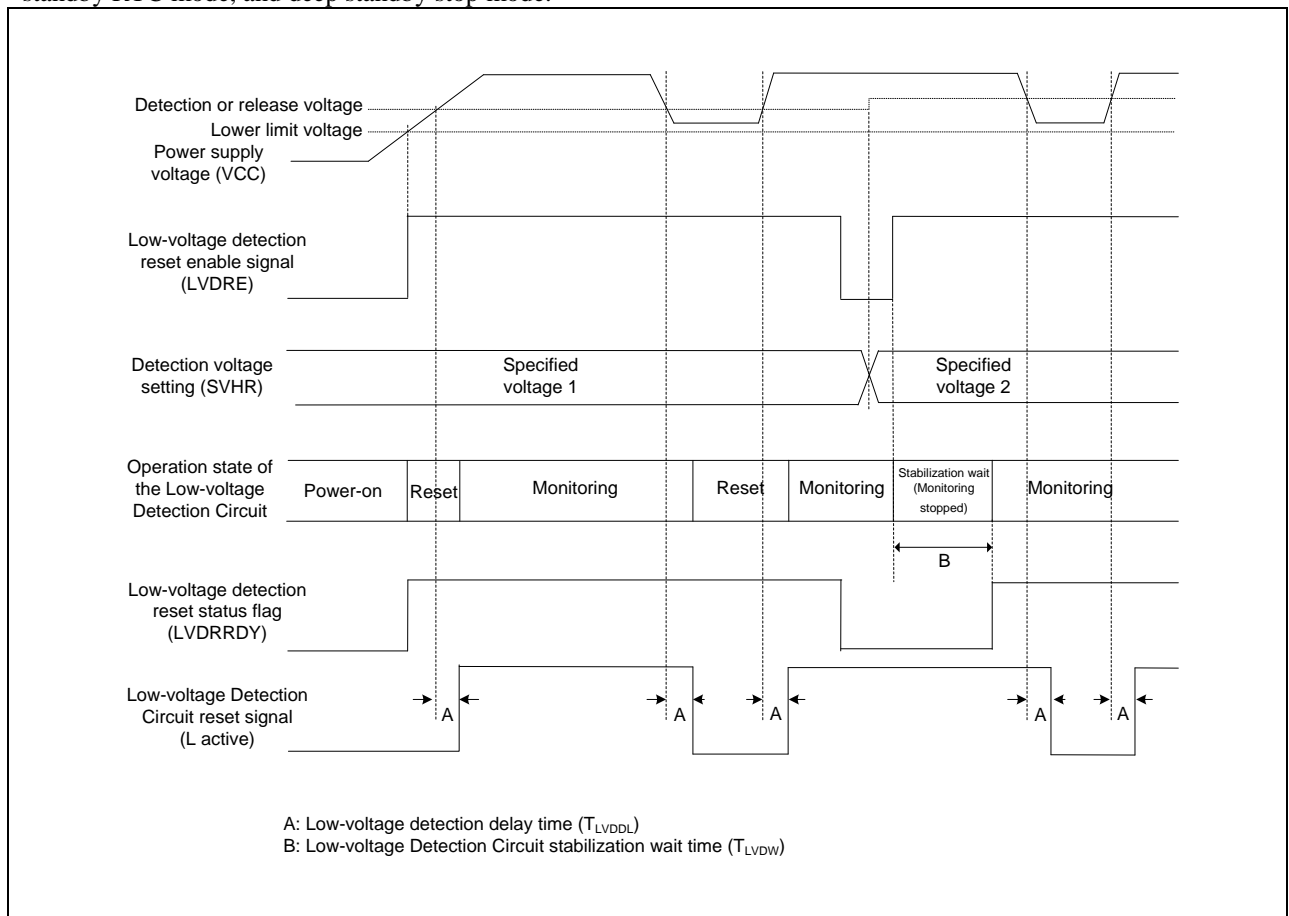 standby RTC mode, and deep standby stop mode.
Detection or release voltage
Lower limit voltage
Power supply
voltage (VCC)
Low-voltage detection
reset enable signal
(LVDRE)
Detection voltage
setting (SVHR)
Specified
voltage 1
Specified
voltage 2
Operation state of
the Low-voltage
Detection Circuit
Power-on
Reset
Monitoring
Reset
Monitoring
Stabilization wait
(Monitoring
stopped)
Monitoring
B
Low-voltage detection
reset status flag
(LVDRRDY)
Low-voltage Detection
Circuit reset signal
(L active)
A
A
A
A
A
A: Low-voltage detection delay time (TLVDDL)
B: Low-voltage Detection Circuit stabilization wait time (TLVDW)